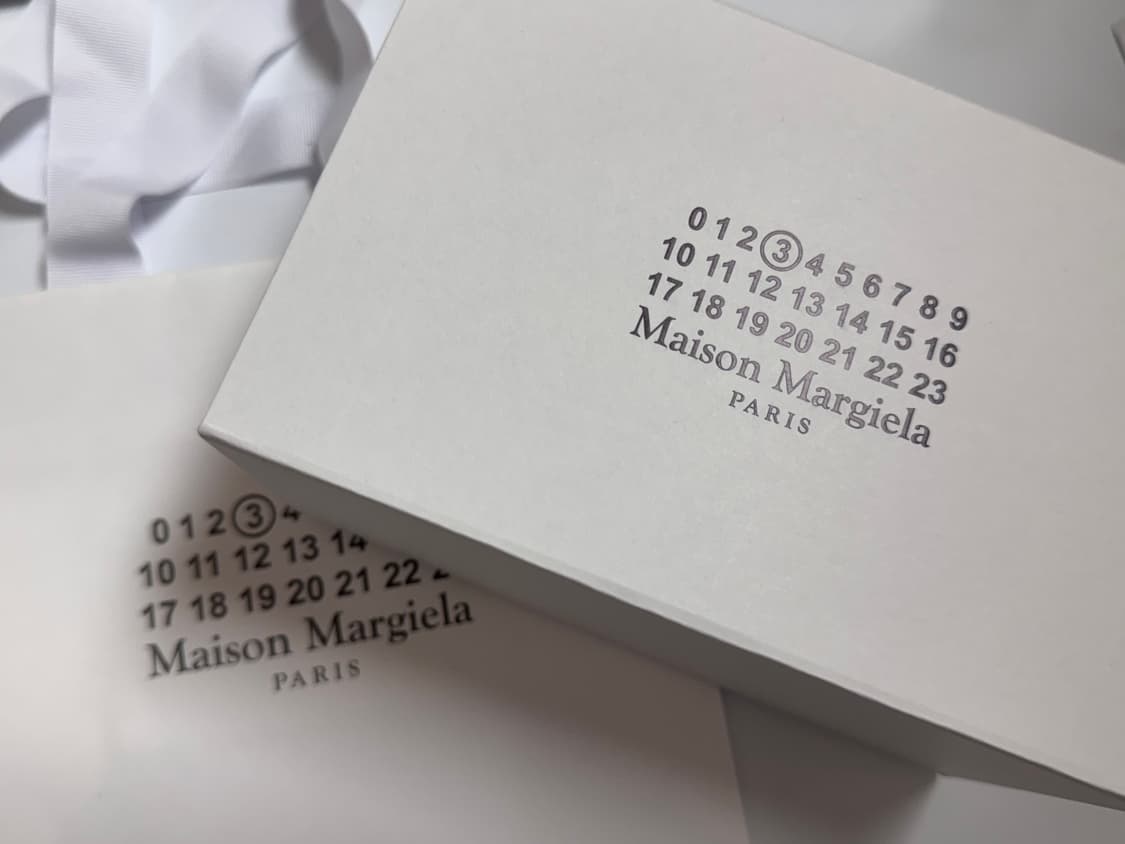 0 1 2 3 4 5 6 7 8 9
10 11 12 13 14 15 16
17 18 19 20 21 22 23
Maison Margiela
PARIS
0 1 2 3 4
10 11 12 13 14
17 18 19 20 21 22
Maison Margiela
PARIS